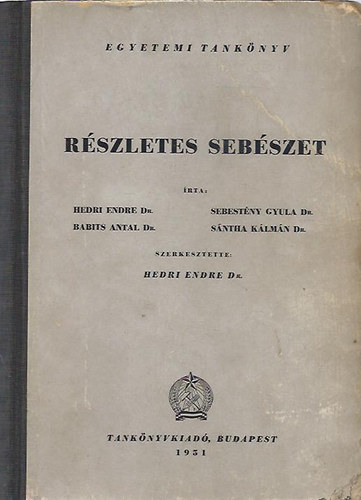 EGYETEMI TANKÖNYV
RÉSZLETES SEBÉSZET
ÍRTA:
HEDRI ENDRE DR. SEBESTÉNY GYULA DR.
BABITS ANTAL DR. SÁNTHA KÁLMÁN DR.
SZERKESZTETTE:
HEDRI ENDRE DR.
TANKÖNYVKIADÓ, BUDAPEST
1951